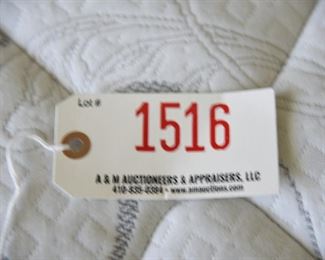 Lot #
1516
A & M AUCTIONEERS & APPRAISERS, LLC
410-835-0384 • www.amauctions.com